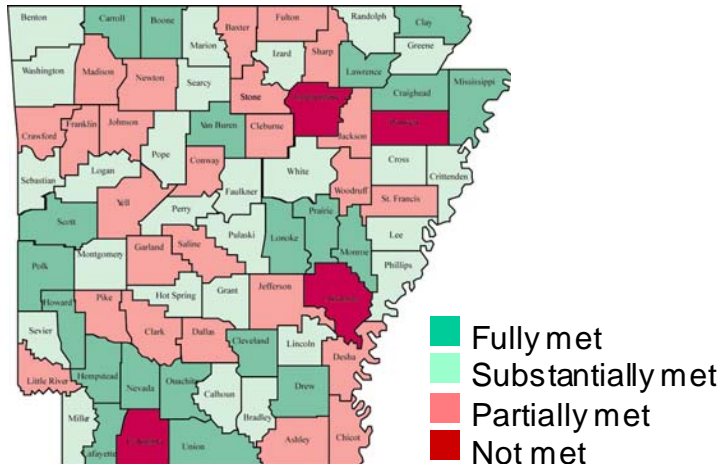 Benton
Carroll
Boone
Fulton
Randolph
Clay
Baxter
Marion
Izard
Sharp
Greene
Washington
Madison
Newton
Searcy
Lawrence
Mississippi
Stone
Craighead
Crawford
Franklin
Johnson
Van Buren
Cleburne
Jackson
Pope
Logan
Conway
White
Cross
Crittenden
Sebastian
Faulkner
Woodruff
St. Francis
Yell
Perry
Prairie
Scott
Pulaski
Lonoke
Lee
Montgomery
Garland
Saline
Monroe
Phillips
Polk
Hot Spring
Grant
Jefferson
Howard
Pike
Clark
Dallas
Cleveland
Lincoln
Sevier
Desha
Little River
Hempstead
Nevada
Ouachita
Calhoun
Drew
Bradley
Lafayette
Union
Ashley
Chicot
Fully met
Substantially met
Partially met
Not met